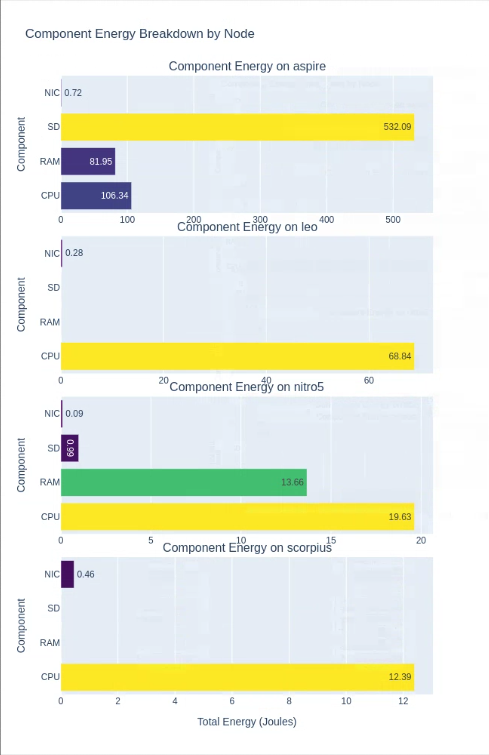 Component Energy Breakdown by Node
Component Energy on aspire
NIC 0.72
SD 532.09
RAM 81.95
CPU 106.34
Component
0 100 200 300 400 500
Component Energy on leo
NIC 0.28
SD
RAM
CPU 68.84
Component
0 20 40 60
Component Energy on nitro5
NIC 0.09
SD 0.99
RAM 13.66
CPU 19.63
Component
0 5 10 15 20
Component Energy on scorpius
NIC 0.46
SD
RAM
CPU 12.39
Component
0 2 4 6 8 10 12
Total Energy (Joules)